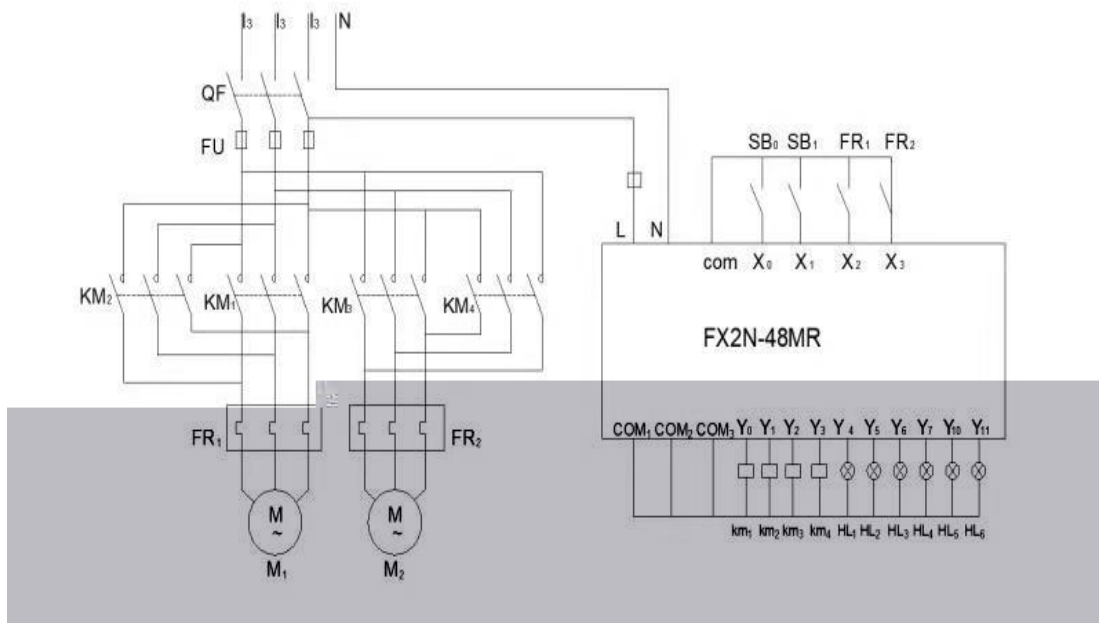 l₃ l₃ l₃ N
QF
FU
SB₀ SB₁ FR₁ FR₂
L N
com X₀ X₁ X₂ X₃
KM₂ KM₁ KM₃ KM₄
FX2N-48MR
FR₁ FR₂
COM₁ COM₂ COM₃ Y₀ Y₁ Y₂ Y₃ Y₄ Y₅ Y₆ Y₇ Y₁₀ Y₁₁
M ~ M ~
km₁ km₂ km₃ km₄ HL₁ HL₂ HL₃ HL₄ HL₅ HL₆
M₁ M₂